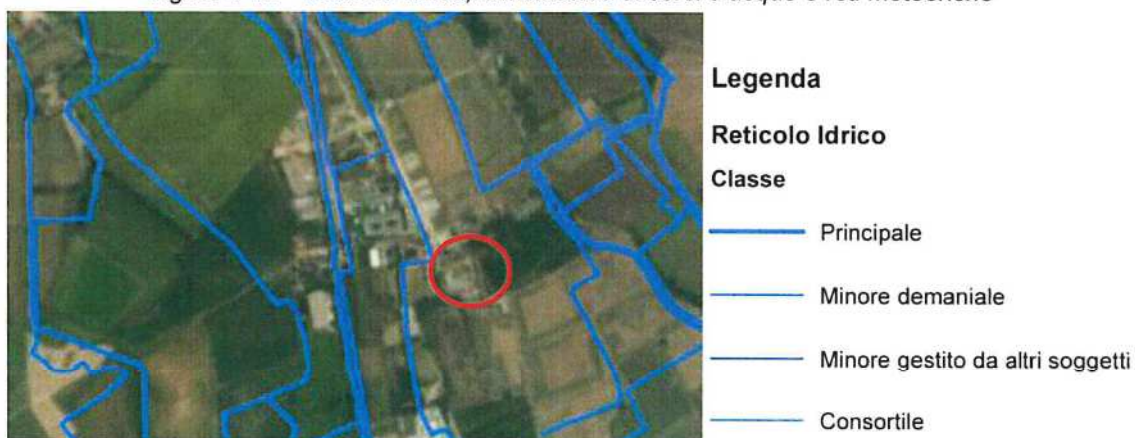 Legenda
Reticolo Idrico
Classe
Principale
Minore demaniale
Minore gestito da altri soggetti
Consortile